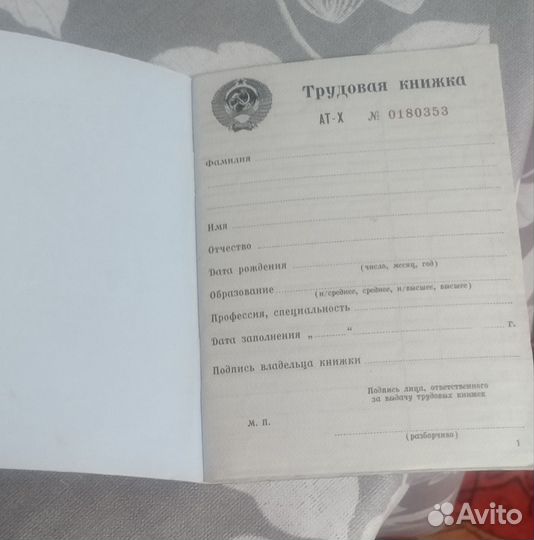 Трудовая книжка
АТ-X № 0180353
Фамилия
Имя
Отчество
Дата рождения
(число, месяц, год)
Образование
(н/среднее, среднее, н/высшее, высшее)
Профессия, специальность
Дата заполнения „ “ г.
Подпись владельца книжки
Подпись лица, ответственного
за выдачу трудовых книжек
М. П.
(разборчиво)
1
Avito